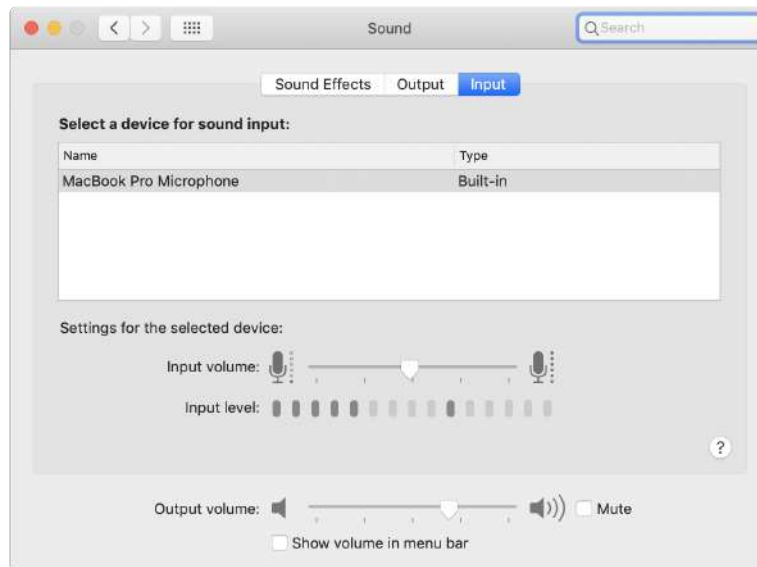 Sound
Search
Sound Effects Output Input
Select a device for sound input:
Name Type
MacBook Pro Microphone Built-in
Settings for the selected device:
Input volume:
Input level:
?
Output volume: Mute
Show volume in menu bar